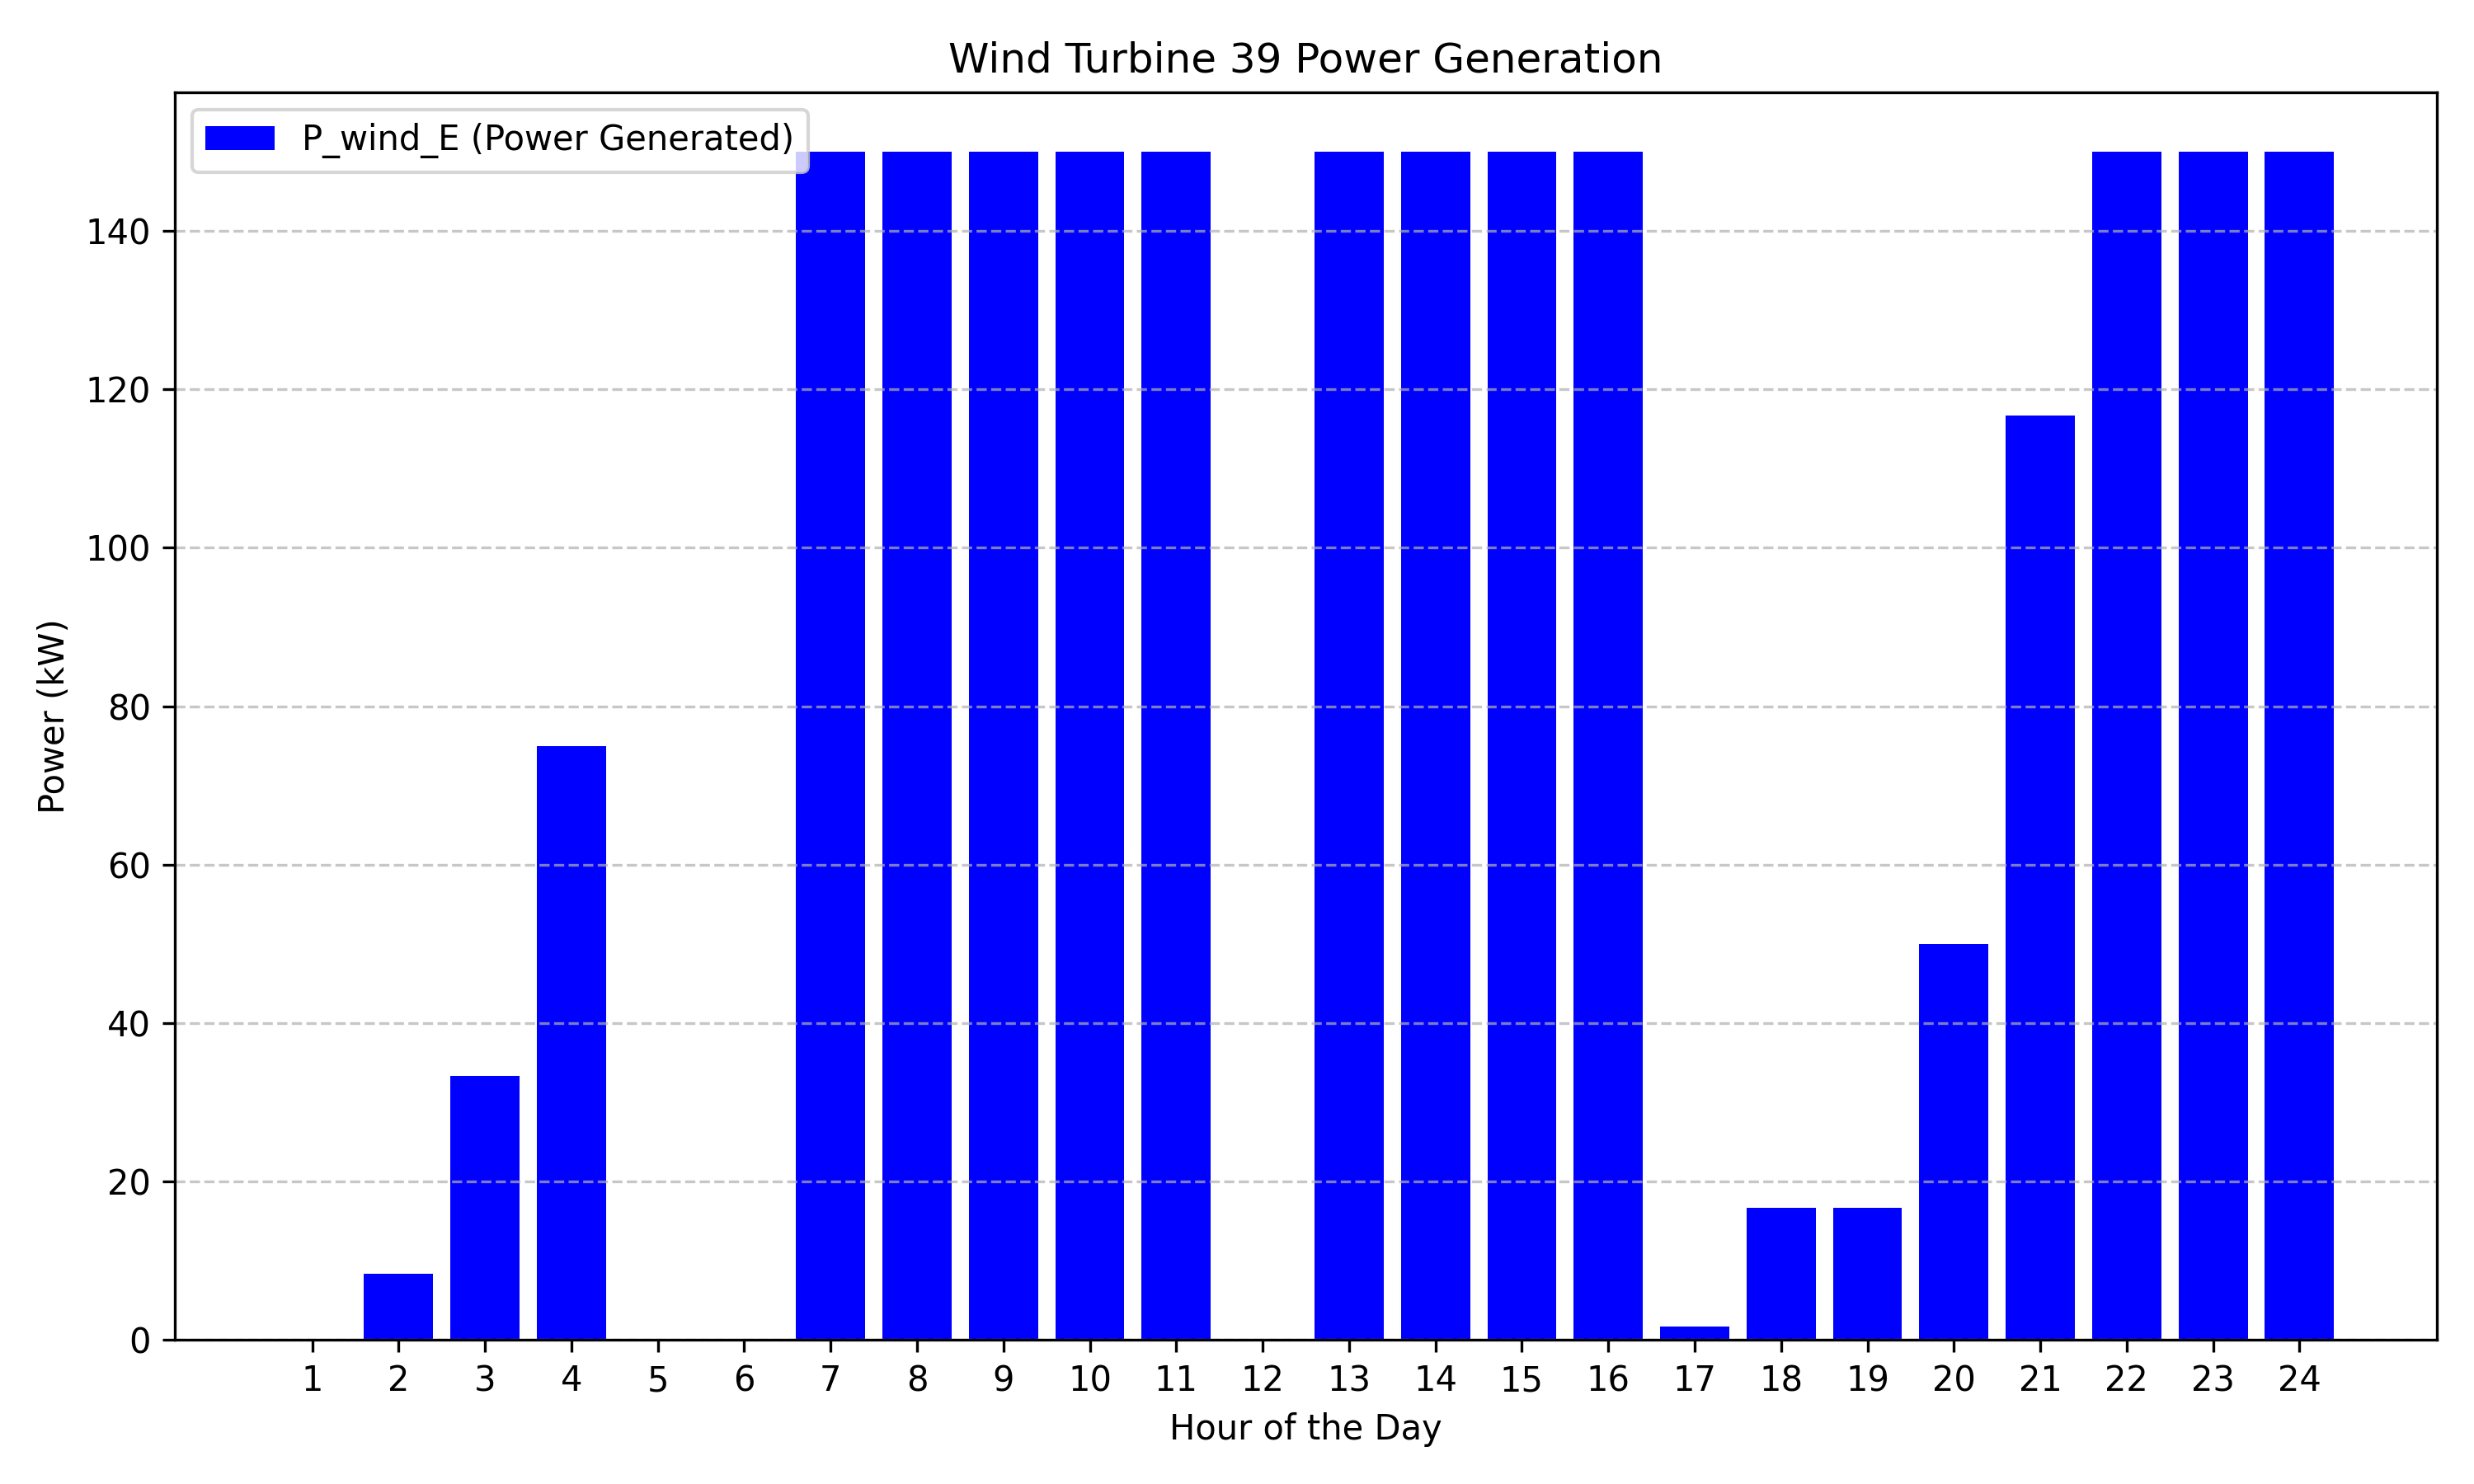 Wind Turbine 39 Power Generation
P_wind_E (Power Generated)
140
120
100
80
60
40
20
0
Power (kW)
1 2 3 4 5 6 7 8 9 10 11 12 13 14 15 16 17 18 19 20 21 22 23 24
Hour of the Day